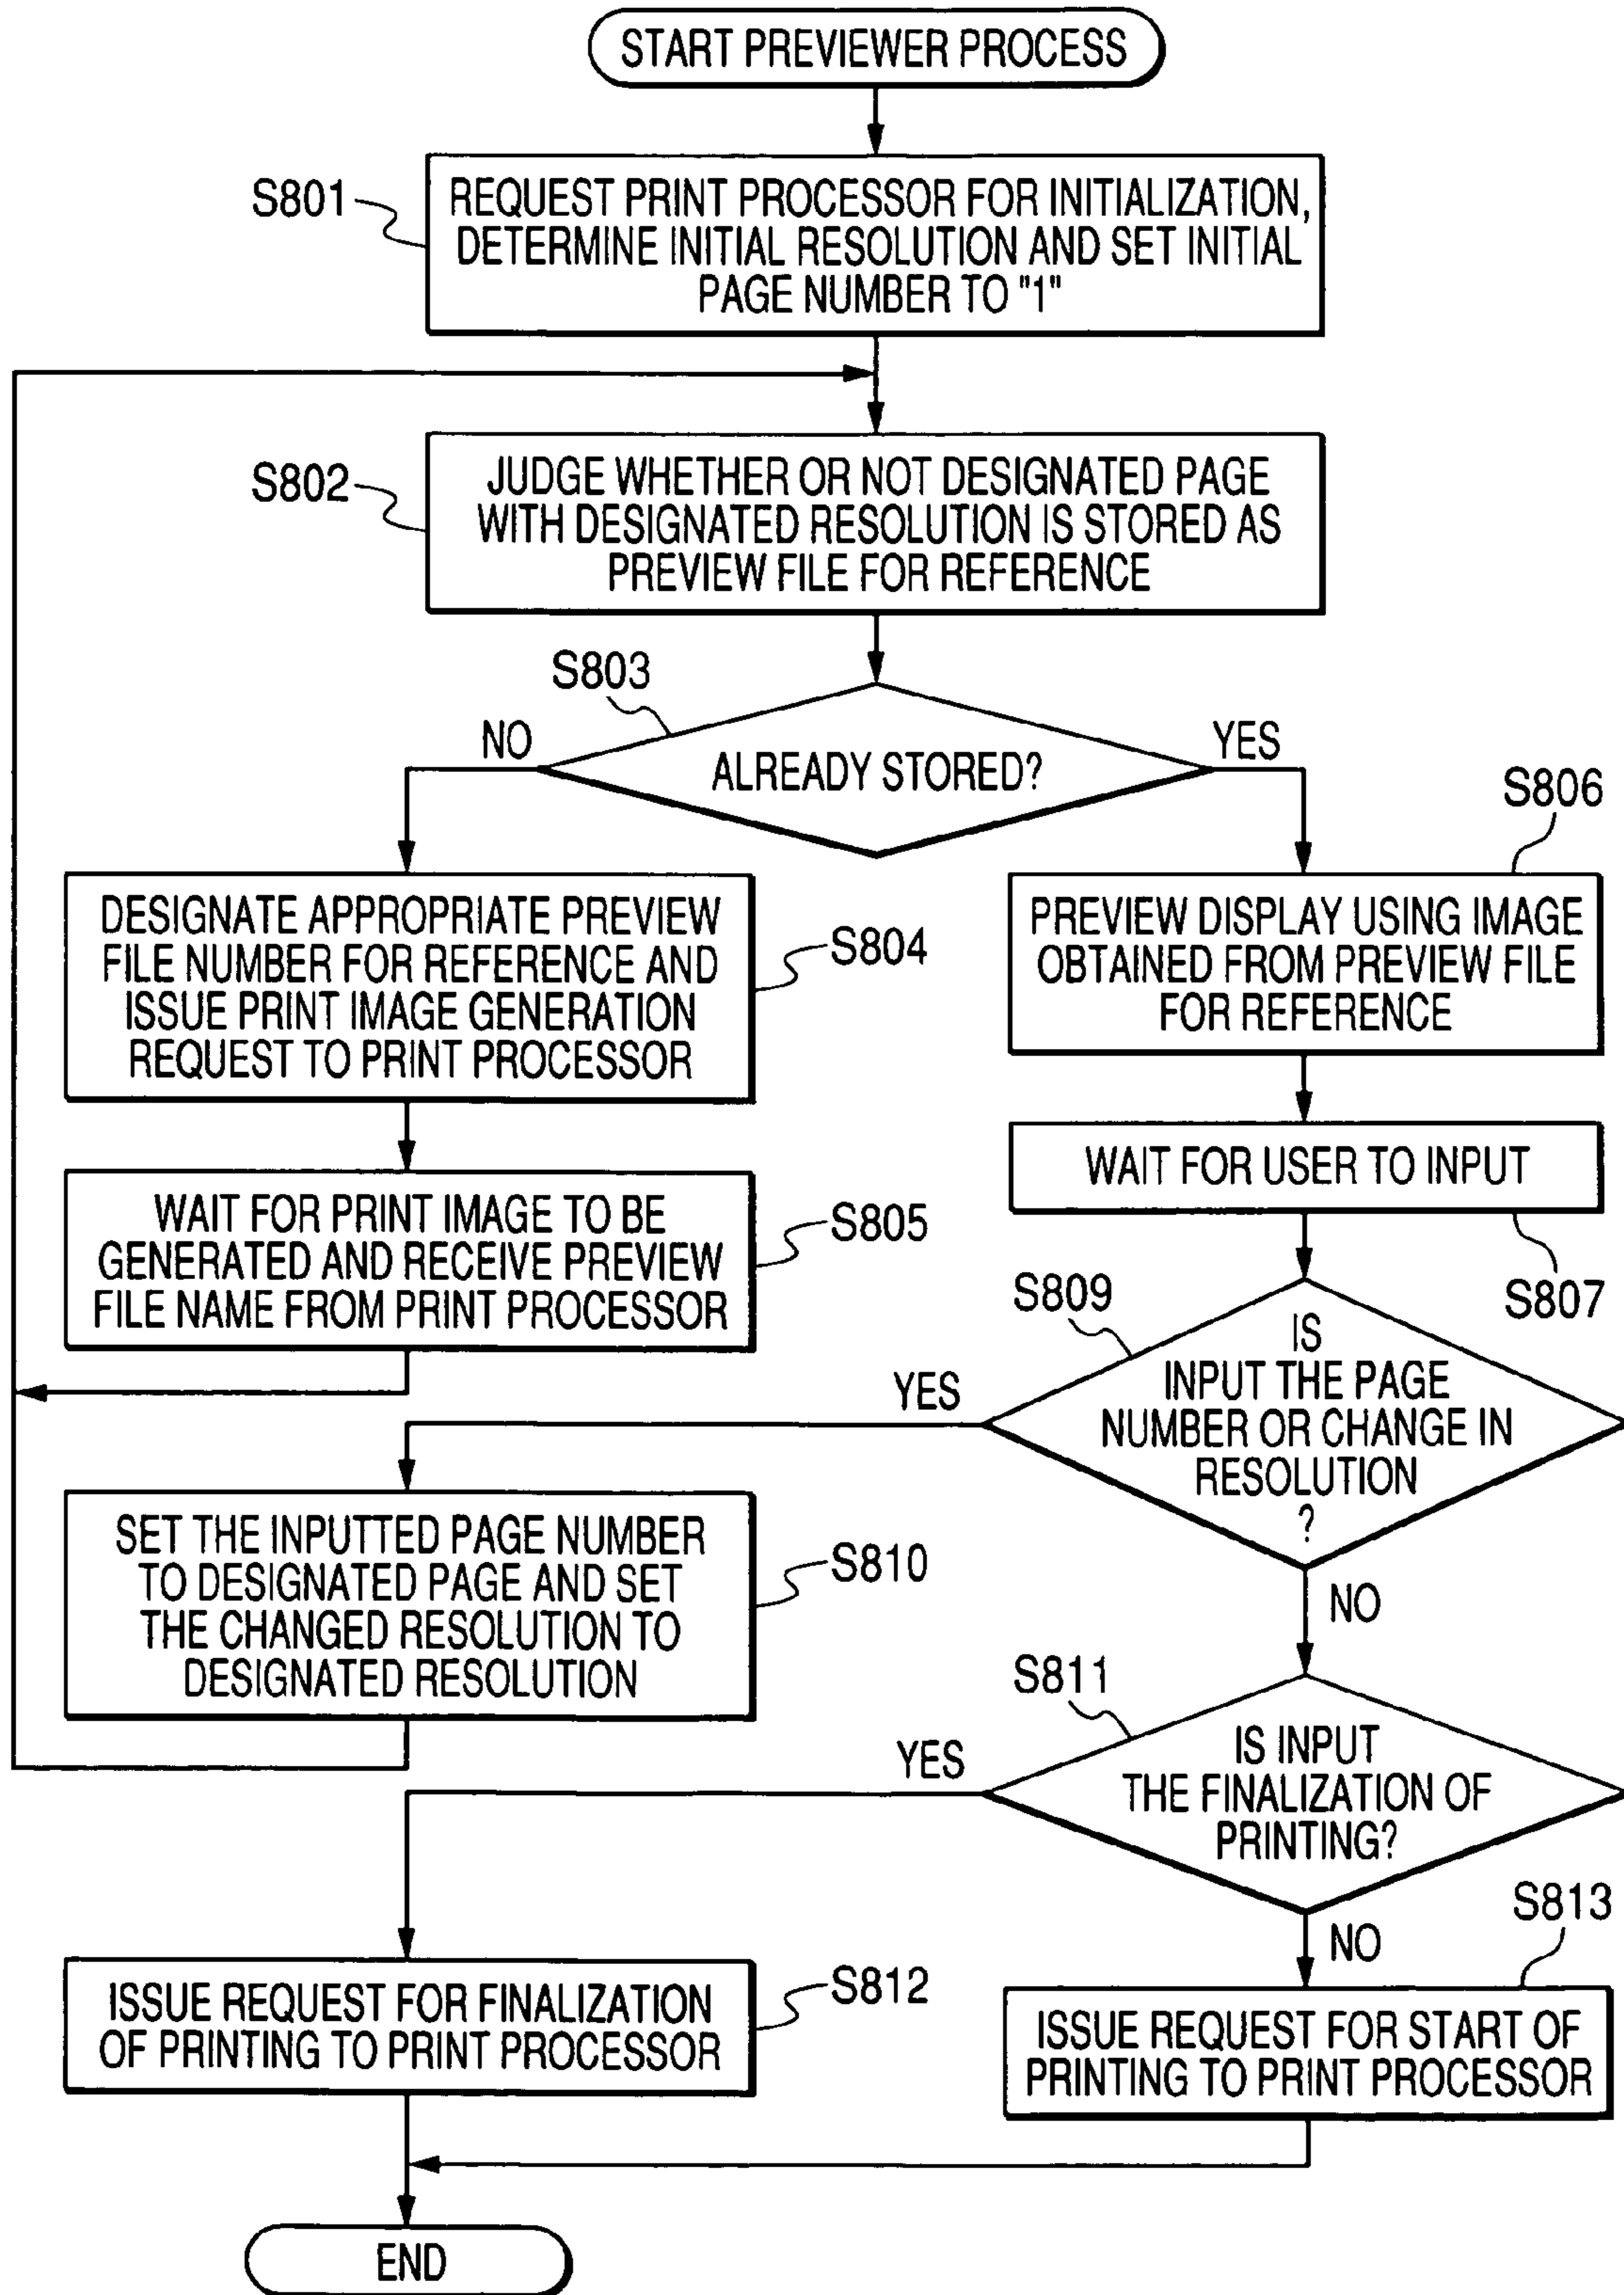 START PREVIEWER PROCESS
S801
REQUEST PRINT PROCESSOR FOR INITIALIZATION,
DETERMINE INITIAL RESOLUTION AND SET INITIAL
PAGE NUMBER TO "1"
S802
JUDGE WHETHER OR NOT DESIGNATED PAGE
WITH DESIGNATED RESOLUTION IS STORED AS
PREVIEW FILE FOR REFERENCE
S803
NO
ALREADY STORED?
YES
DESIGNATE APPROPRIATE PREVIEW
FILE NUMBER FOR REFERENCE AND
ISSUE PRINT IMAGE GENERATION
REQUEST TO PRINT PROCESSOR
S804
S806
PREVIEW DISPLAY USING IMAGE
OBTAINED FROM PREVIEW FILE
FOR REFERENCE
WAIT FOR PRINT IMAGE TO BE
GENERATED AND RECEIVE PREVIEW
FILE NAME FROM PRINT PROCESSOR
S805
WAIT FOR USER TO INPUT
S807
S809
YES
IS
INPUT THE PAGE
NUMBER OR CHANGE IN
RESOLUTION
?
NO
SET THE INPUTTED PAGE NUMBER
TO DESIGNATED PAGE AND SET
THE CHANGED RESOLUTION TO
DESIGNATED RESOLUTION
S810
S811
YES
IS INPUT
THE FINALIZATION OF
PRINTING?
NO
ISSUE REQUEST FOR FINALIZATION
OF PRINTING TO PRINT PROCESSOR
S812
S813
ISSUE REQUEST FOR START OF
PRINTING TO PRINT PROCESSOR
END